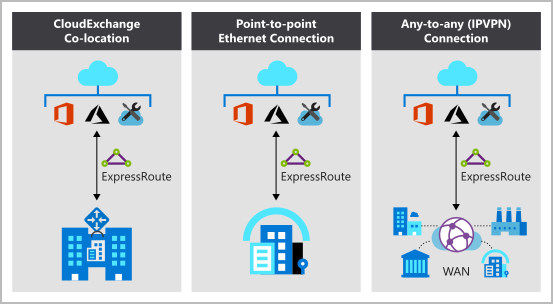 CloudExchange
Co-location
Point-to-point
Ethernet Connection
Any-to-any (IPVPN)
Connection
ExpressRoute
ExpressRoute
ExpressRoute
WAN